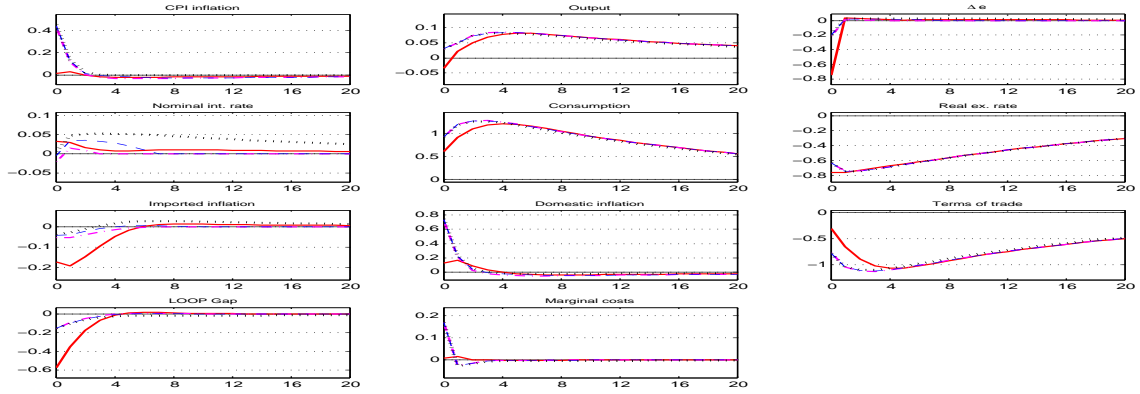 CPI inflation
0.4
0.2
0
0 4 8 12 16 20
Output
0.1
0.05
0
−0.05
0 4 8 12 16 20
Δ e
0
−0.2
−0.4
−0.6
−0.8
0 4 8 12 16 20
Nominal int. rate
0.1
0.05
0
−0.05
0 4 8 12 16 20
Consumption
1
0.5
0
0 4 8 12 16 20
Real ex. rate
0
−0.2
−0.4
−0.6
−0.8
0 4 8 12 16 20
Imported inflation
0
−0.1
−0.2
0 4 8 12 16 20
Domestic inflation
0.8
0.6
0.4
0.2
0
0 4 8 12 16 20
Terms of trade
0
−0.5
−1
0 4 8 12 16 20
LOOP Gap
0
−0.2
−0.4
−0.6
0 4 8 12 16 20
Marginal costs
0.2
0.1
0
0 4 8 12 16 20